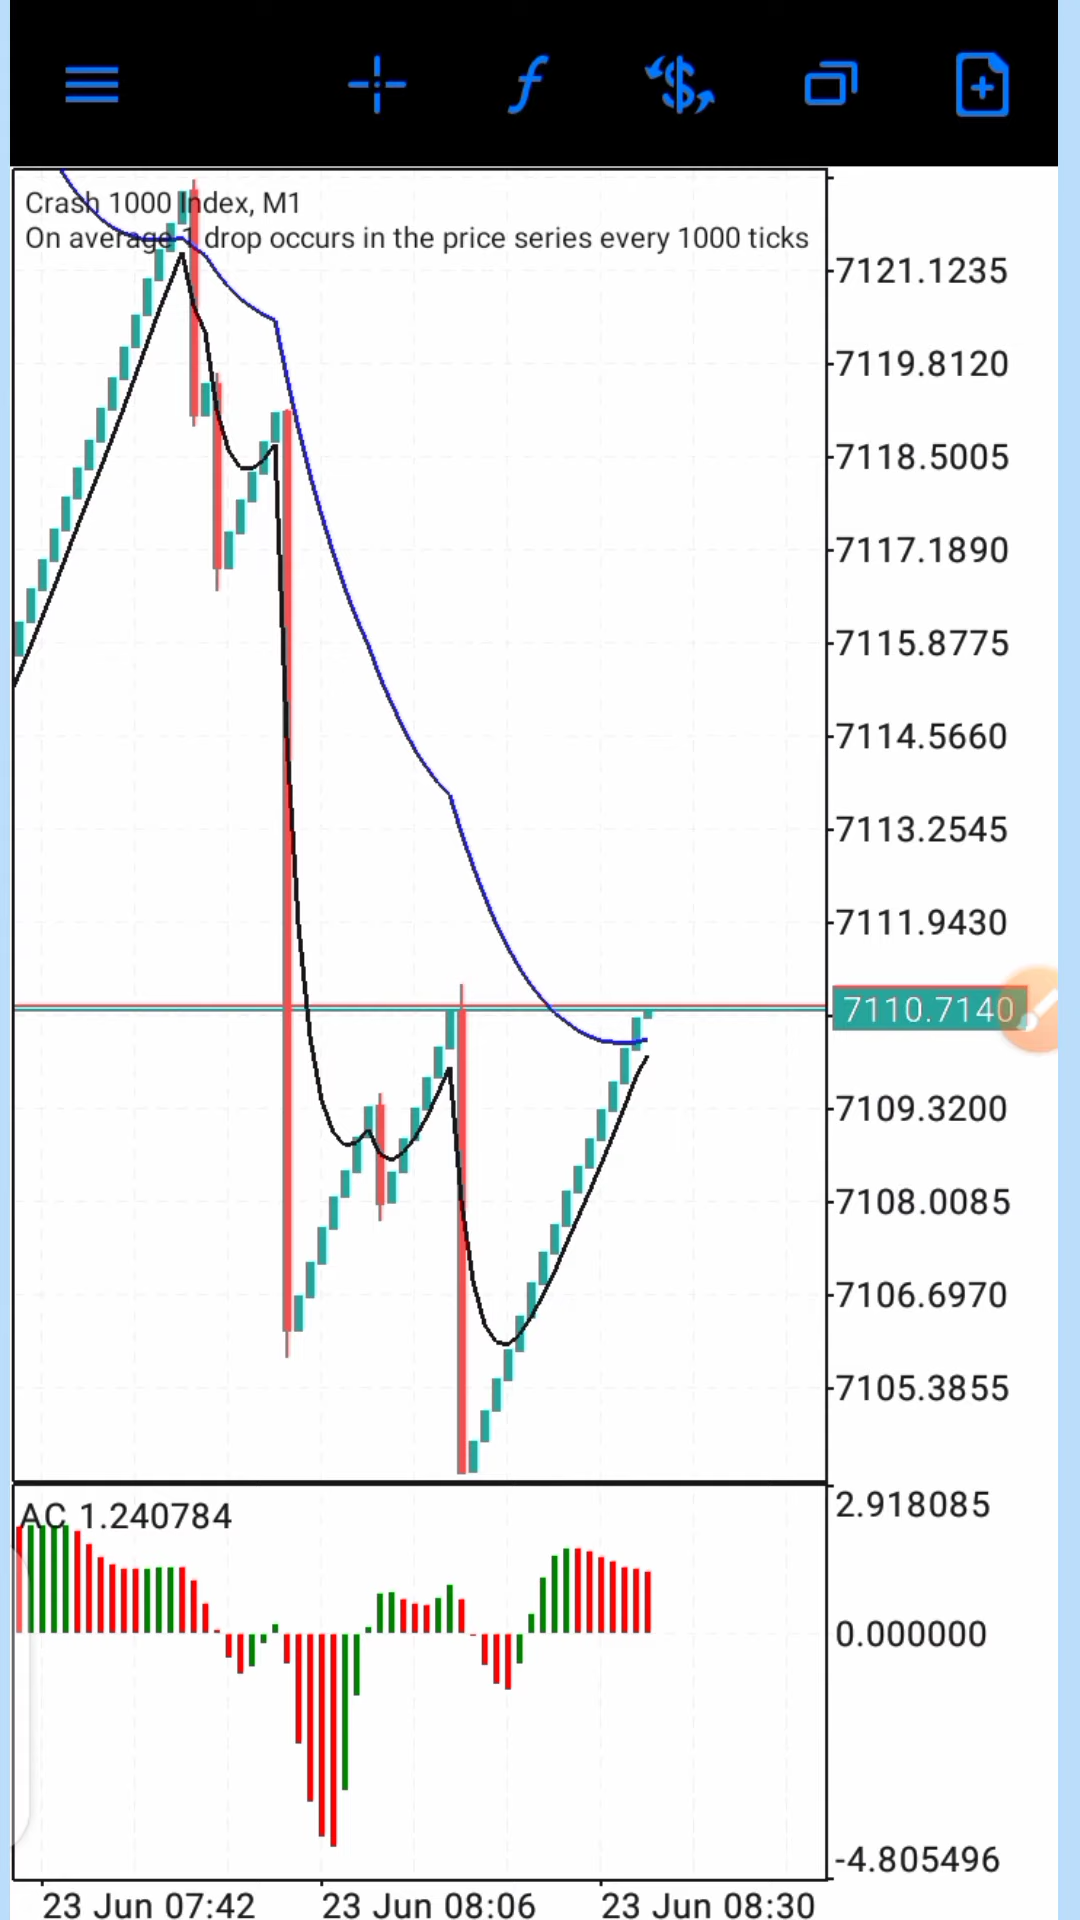 Crash 1000 Index, M1
On average 1 drop occurs in the price series every 1000 ticks
7121.1235
7119.8120
7118.5005
7117.1890
7115.8775
7114.5660
7113.2545
7111.9430
7110.7140
7109.3200
7108.0085
7106.6970
7105.3855
AC 1.240784
2.918085
0.000000
-4.805496
23 Jun 07:42
23 Jun 08:06
23 Jun 08:30